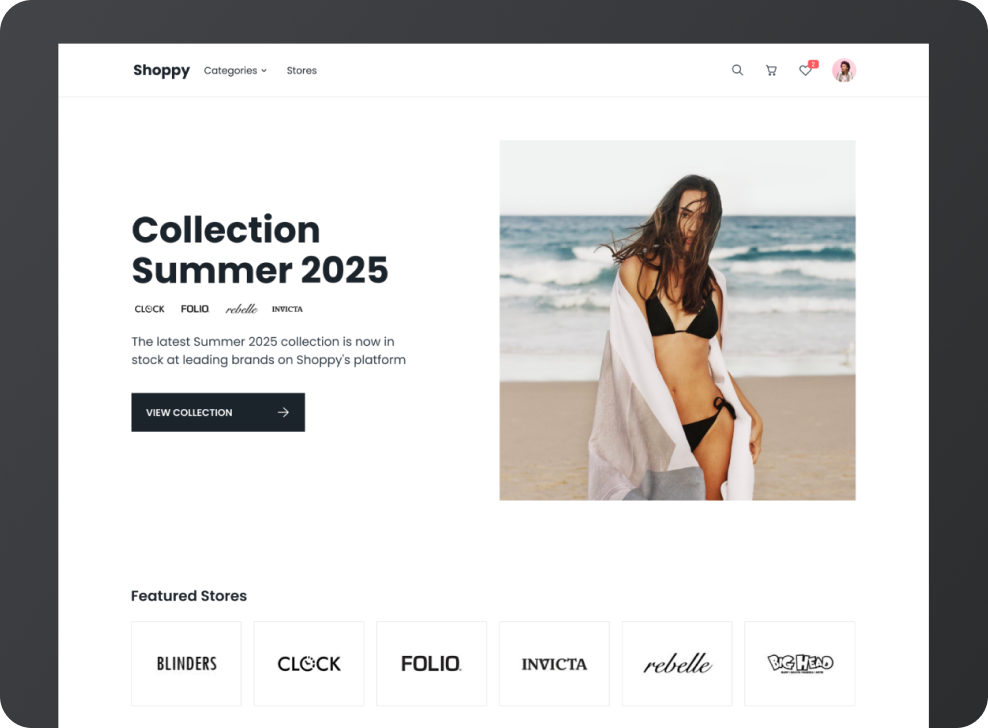 Shoppy Categories Stores
Collection
Summer 2025
CLOCK FOLIO rebelle INVICTA
The latest Summer 2025 collection is now in
stock at leading brands on Shoppy's platform
VIEW COLLECTION
Featured Stores
BLINDERS CLOCK FOLIO. INVICTA rebelle BIG HEAD